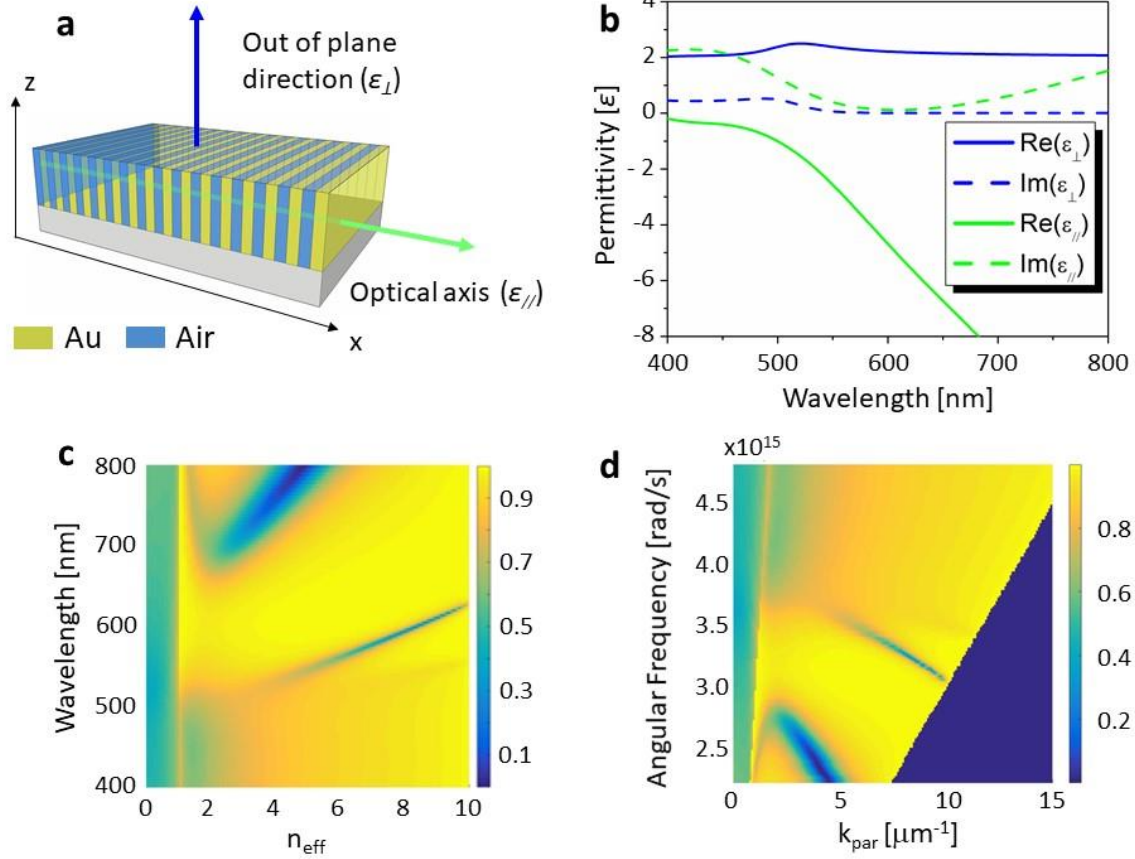 a
z
Out of plane
direction (ε⊥)
Optical axis (ε//)
x
Au
Air
b
Permittivity [ε]
4
2
0
-2
-4
-6
-8
400
500
600
700
800
Wavelength [nm]
Re(ε⊥)
Im(ε⊥)
Re(ε//)
Im(ε//)
c
Wavelength [nm]
800
700
600
500
400
0
2
4
6
8
10
neff
0.9
0.7
0.5
0.3
0.1
d
x10¹⁵
Angular Frequency [rad/s]
4.5
4.0
3.5
3.0
2.5
0
5
10
15
kpar [μm⁻¹]
0.8
0.6
0.4
0.2